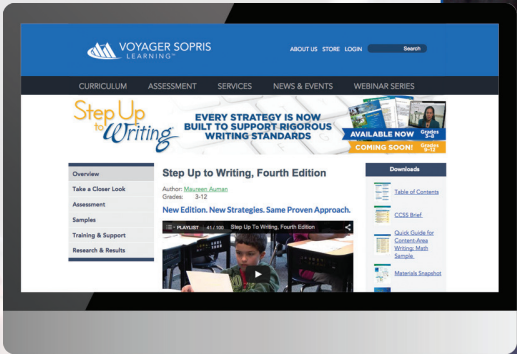 VOYAGER SOPRIS
LEARNING™
ABOUT US STORE LOGIN Search
CURRICULUM ASSESSMENT SERVICES NEWS & EVENTS WEBINAR SERIES
Step Up
to Writing
EVERY STRATEGY IS NOW
BUILT TO SUPPORT RIGOROUS
WRITING STANDARDS
AVAILABLE NOW Grades 3-8
COMING SOON! Grades 9-12
Overview
Take a Closer Look
Assessment
Samples
Training & Support
Research & Results
Step Up to Writing, Fourth Edition
Author: Maureen Auman
Grades: 3-12
New Edition. New Strategies. Same Proven Approach.
PLAYLIST 41/100 Step Up To Writing, Fourth Edition
Downloads
Table of Contents
CCSS Brief
Quick Guide for
Content-Area
Writing: Math
Sample
Materials Snapshot